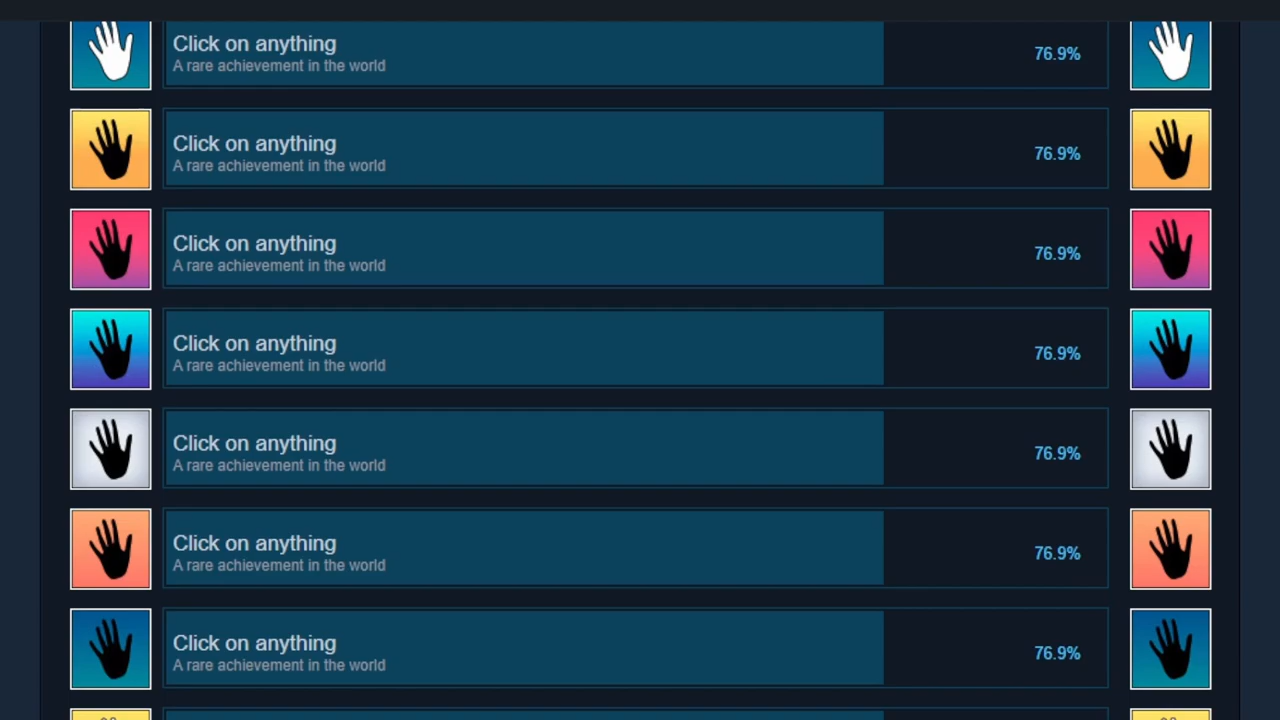 Click on anything
A rare achievement in the world
76.9%
Click on anything
A rare achievement in the world
76.9%
Click on anything
A rare achievement in the world
76.9%
Click on anything
A rare achievement in the world
76.9%
Click on anything
A rare achievement in the world
76.9%
Click on anything
A rare achievement in the world
76.9%
Click on anything
A rare achievement in the world
76.9%